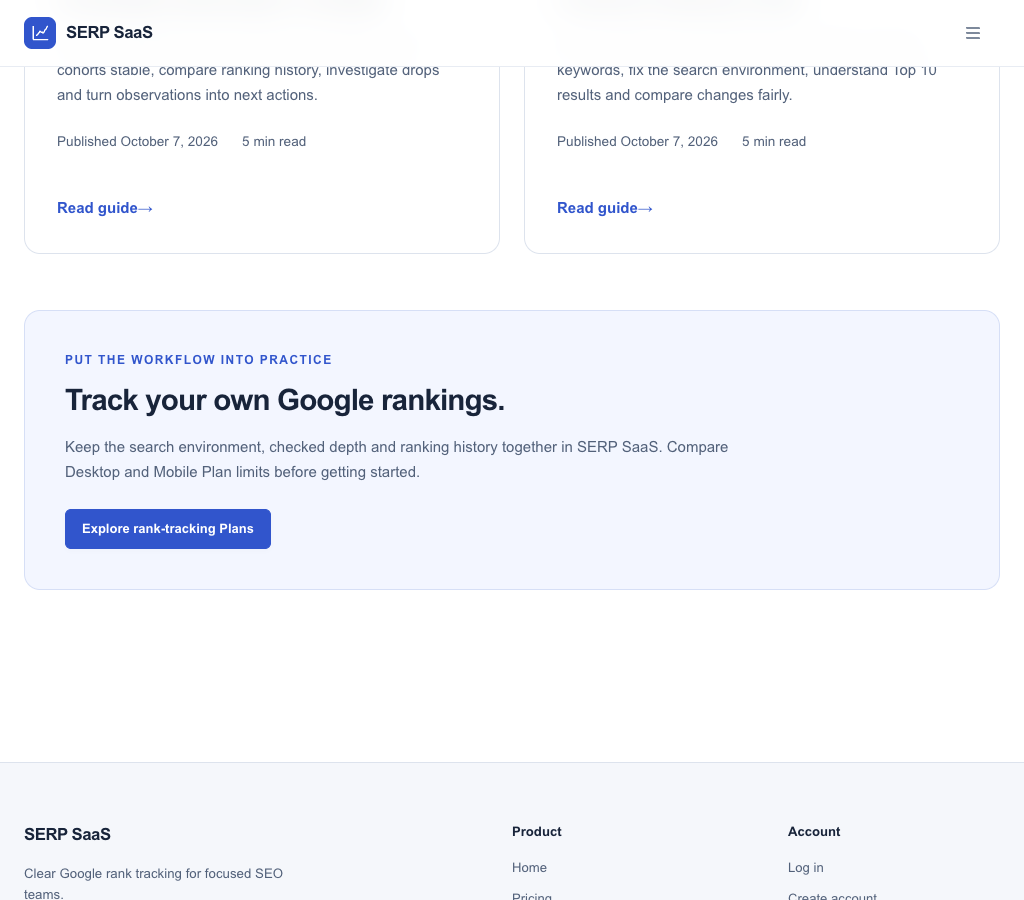 SERP SaaS
cohorts stable, compare ranking history, investigate drops
and turn observations into next actions.
Published October 7, 2026 5 min read
Read guide→
keywords, fix the search environment, understand Top 10
results and compare changes fairly.
Published October 7, 2026 5 min read
Read guide→
PUT THE WORKFLOW INTO PRACTICE
Track your own Google rankings.
Keep the search environment, checked depth and ranking history together in SERP SaaS. Compare
Desktop and Mobile Plan limits before getting started.
Explore rank-tracking Plans
SERP SaaS
Clear Google rank tracking for focused SEO
teams.
Product
Home
Pricing
Account
Log in
Create account